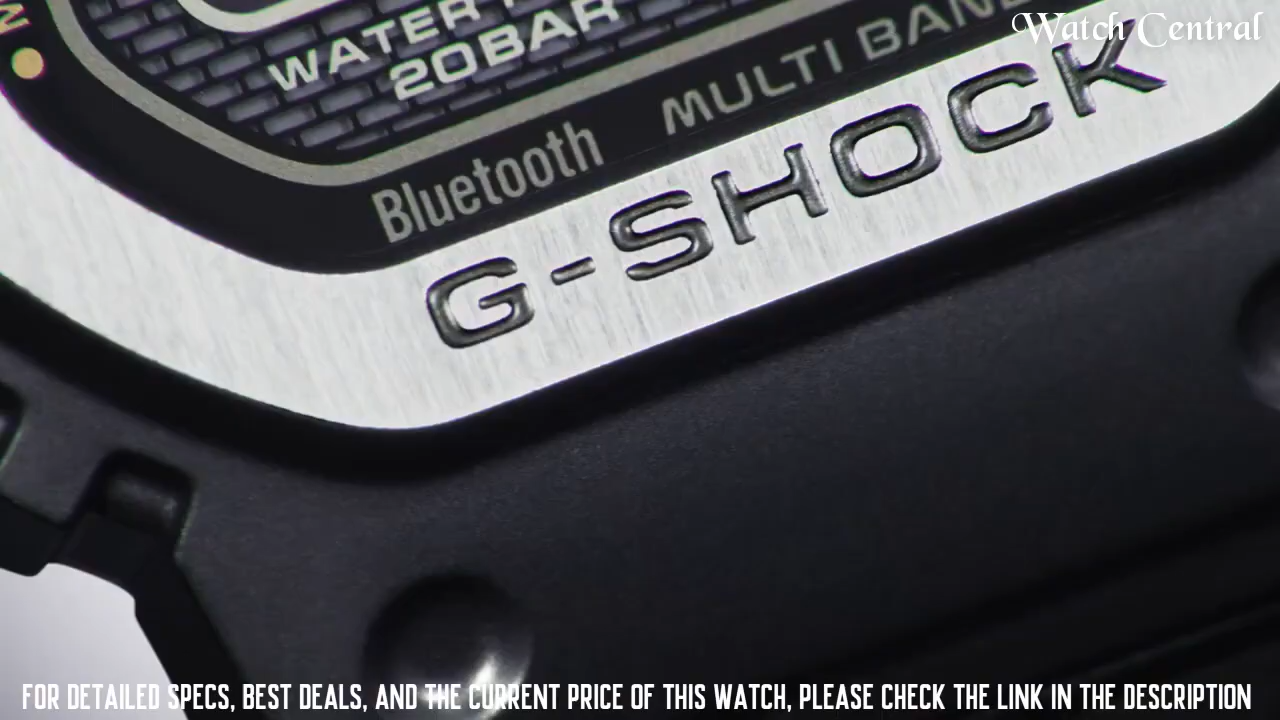 Watch Central
WATER
20BAR
Bluetooth
MULTI BAND
G-SHOCK
FOR DETAILED SPECS, BEST DEALS, AND THE CURRENT PRICE OF THIS WATCH, PLEASE CHECK THE LINK IN THE DESCRIPTION